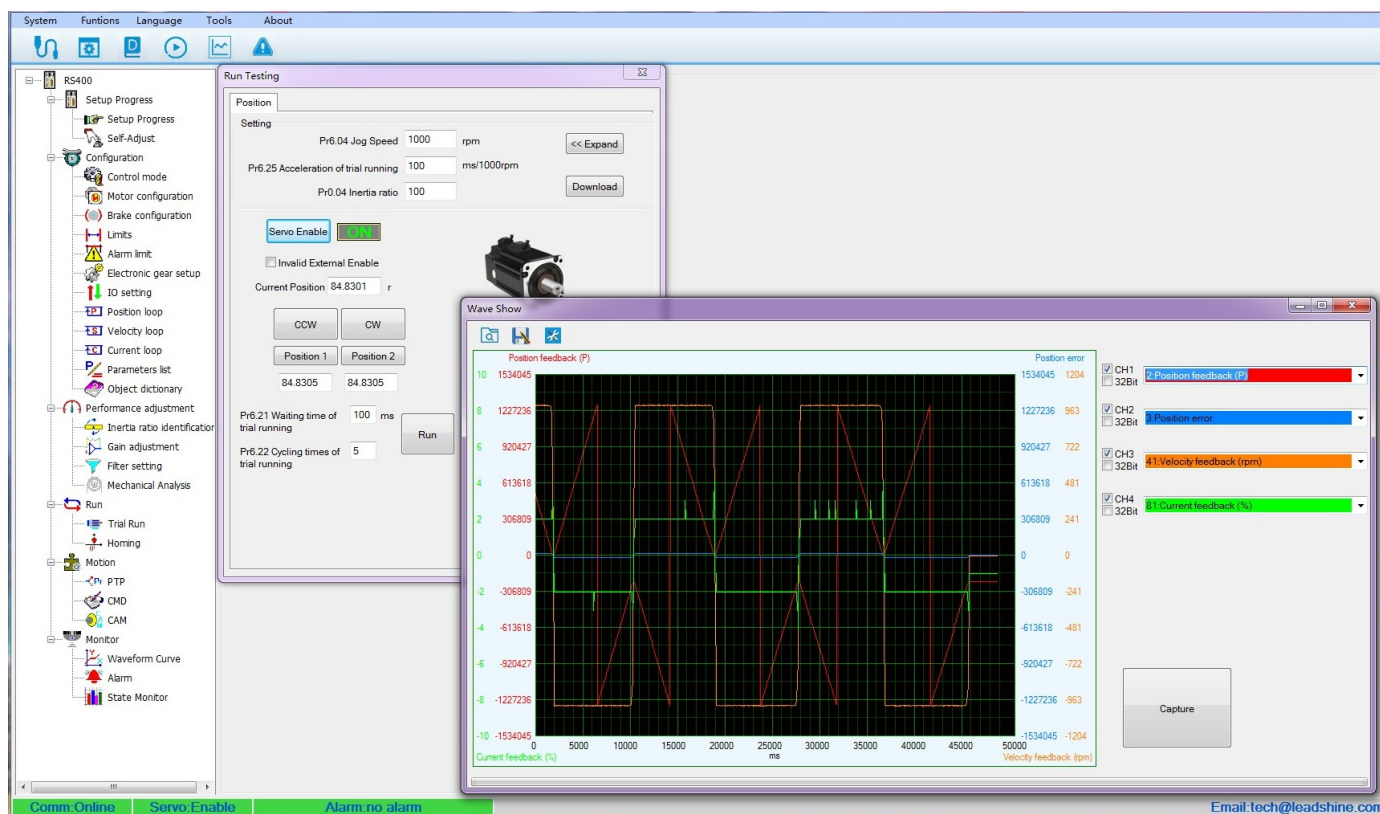 System Funtions Language Tools About
RS400
Setup Progress
Setup Progress
Self-Adjust
Configuration
Control mode
Motor configuration
Brake configuration
Limits
Alarm limit
Electronic gear setup
IO setting
Position loop
Velocity loop
Current loop
Parameters list
Object dictionary
Performance adjustment
Inertia ratio identification
Gain adjustment
Filter setting
Mechanical Analysis
Run
Trial Run
Homing
Motion
PTP
CMD
CAM
Monitor
Waveform Curve
Alarm
State Monitor
Run Testing
Position
Setting
Pr6.04 Jog Speed 1000 rpm
<< Expand
Pr6.25 Acceleration of trial running 100 ms/1000rpm
Pr0.04 Inertia ratio 100
Download
Servo Enable ON
Invalid External Enable
Current Position 84.8301 r
CCW CW
Position 1 Position 2
84.8305 84.8305
Pr6.21 Waiting time of trial running 100 ms
Pr6.22 Cycling times of trial running 5
Run
Wave Show
Position feedback (P) Position error
10 1534045 1534045 1204
8 1227236 1227236 963
6 920427 920427 722
4 613618 613618 481
2 306809 306809 241
0 0 0 0
-2 -306809 -306809 -241
-4 -613618 -613618 -481
-6 -920427 -920427 -722
-8 -1227236 -1227236 -963
-10 -1534045 -1534045 -1204
0 5000 10000 15000 20000 25000 30000 35000 40000 45000 50000
ms
Current feedback (%) Velocity feedback (rpm)
CH1
32Bit
2:Position feedback (P)
CH2
32Bit
3:Position error
CH3
32Bit
41:Velocity feedback (rpm)
CH4
32Bit
81:Current feedback (%)
Capture
Comm:Online Servo:Enable Alarm:no alarm Email:tech@leadshine.com